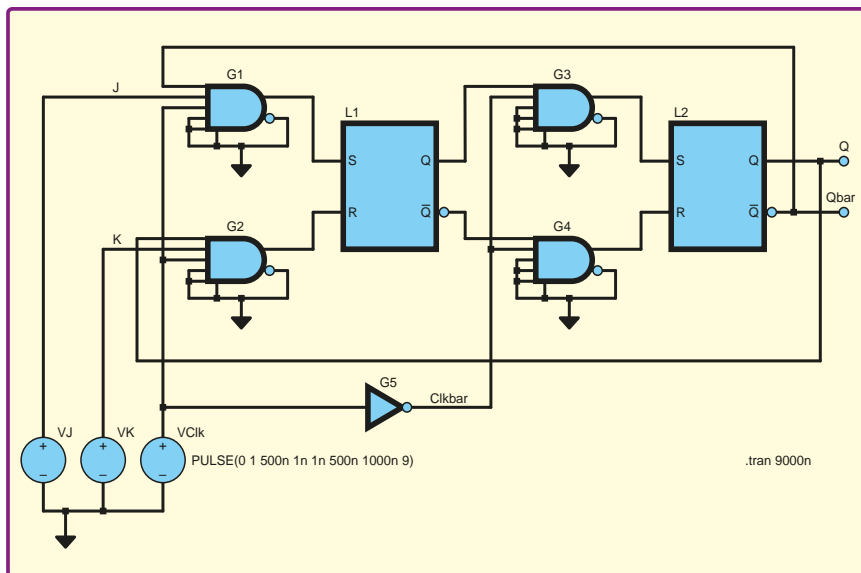 G1
G3
J
L1
L2
S
Q
S
Q
Q
R
Q
R
Q
Qbar
G2
G4
K
G5
Clkbar
VJ
VK
VClk
PULSE(0 1 500n 1n 1n 500n 1000n 9)
.tran 9000n
+
+
+
–
–
–